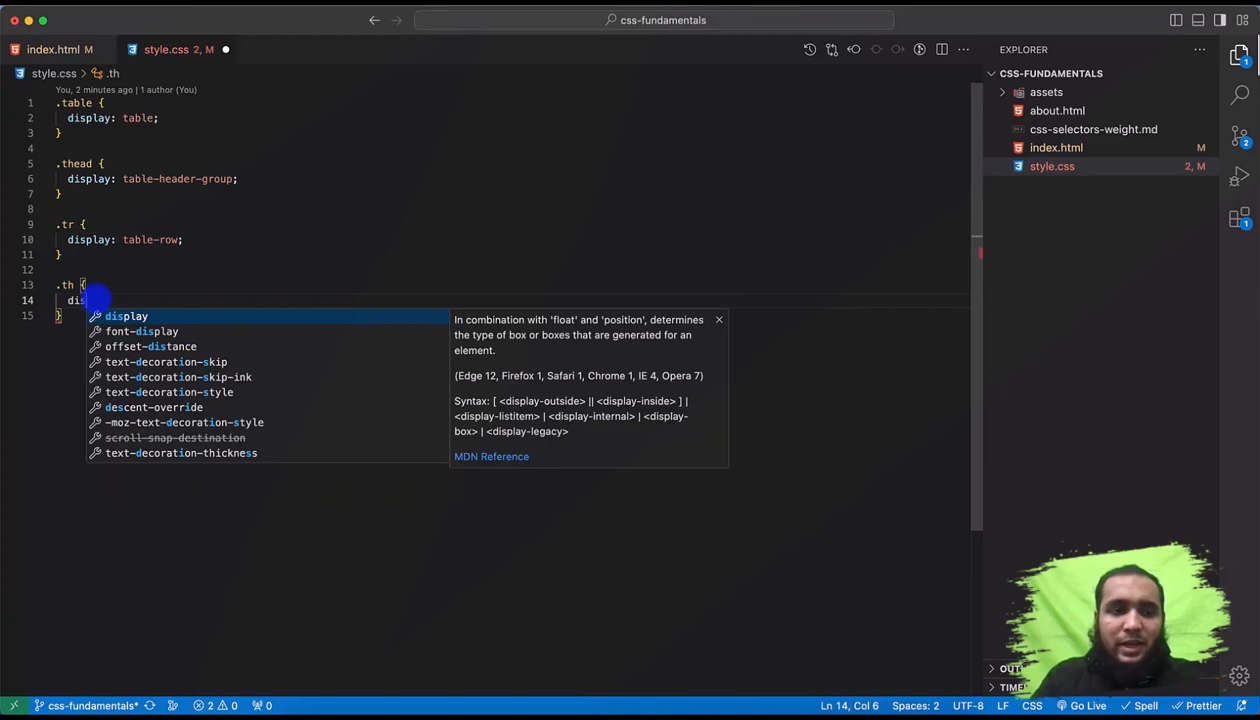 css-fundamentals
index.html M
style.css 2, M
style.css > .th
You, 2 minutes ago | 1 author (You)
1 .table {
2 display: table;
3 }
4
5 .thead {
6 display: table-header-group;
7 }
8
9 .tr {
10 display: table-row;
11 }
12
13 .th {
14 dis
15 }
display
font-display
offset-distance
text-decoration-skip
text-decoration-skip-ink
text-decoration-style
descent-override
-moz-text-decoration-style
scroll-snap-destination
text-decoration-thickness
In combination with 'float' and 'position', determines
the type of box or boxes that are generated for an
element.
(Edge 12, Firefox 1, Safari 1, Chrome 1, IE 4, Opera 7)
Syntax: [ <display-outside> || <display-inside> ] |
<display-listitem> | <display-internal> | <display-
box> | <display-legacy>
MDN Reference
EXPLORER
CSS-FUNDAMENTALS
assets
about.html
css-selectors-weight.md
index.html M
style.css 2, M
OUT
TIME
1
2
1
css-fundamentals* 2 0 0 Ln 14, Col 6 Spaces: 2 UTF-8 LF CSS Go Live Spell Prettier